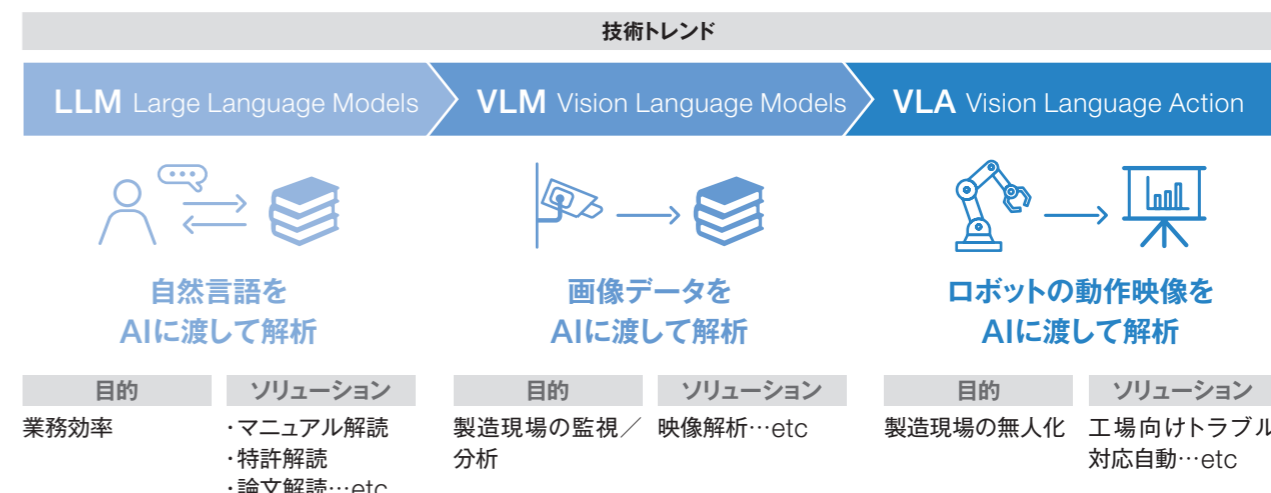 技術トレンド
LLM Large Language Models
VLM Vision Language Models
VLA Vision Language Action
自然言語を
AIに渡して解析
画像データを
AIに渡して解析
ロボットの動作映像を
AIに渡して解析
目的
業務効率
ソリューション
・マニュアル解読
・特許解読
・論文解読…etc
目的
製造現場の監視／
分析
ソリューション
映像解析…etc
目的
製造現場の無人化
ソリューション
工場向けトラブル
対応自動…etc